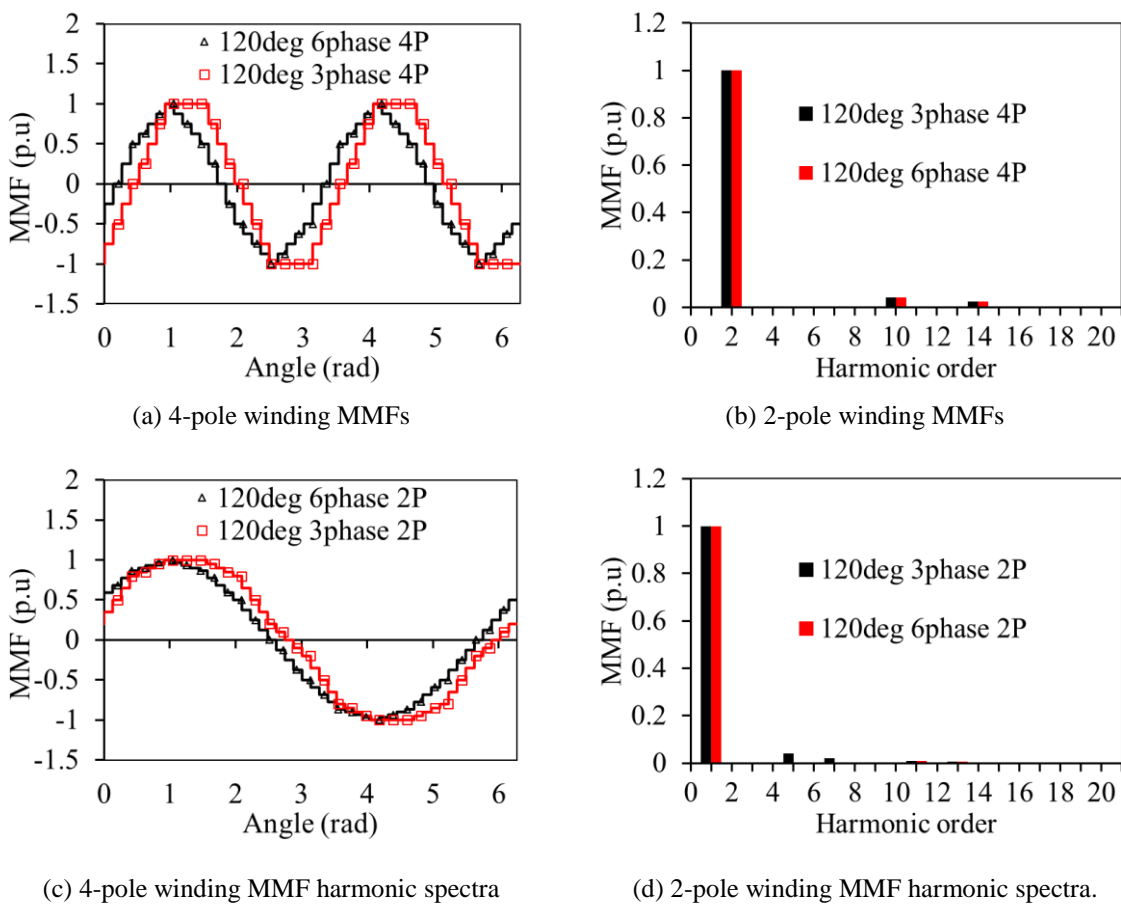 2
1.5
1
0.5
0
-0.5
-1
-1.5
MMF (p.u)
120deg 6phase 4P
120deg 3phase 4P
0 1 2 3 4 5 6
Angle (rad)
(a) 4-pole winding MMFs
1.2
1
0.8
0.6
0.4
0.2
0
MMF (p.u)
120deg 3phase 4P
120deg 6phase 4P
2 4 6 8 10 12 14 16 18 20
Harmonic order
(b) 2-pole winding MMFs
2
1.5
1
0.5
0
-0.5
-1
-1.5
MMF (p.u)
120deg 6phase 2P
120deg 3phase 2P
0 1 2 3 4 5 6
Angle (rad)
(c) 4-pole winding MMF harmonic spectra
1.2
1
0.8
0.6
0.4
0.2
0
MMF (p.u)
120deg 3phase 2P
120deg 6phase 2P
2 4 6 8 10 12 14 16 18 20
Harmonic order
(d) 2-pole winding MMF harmonic spectra.